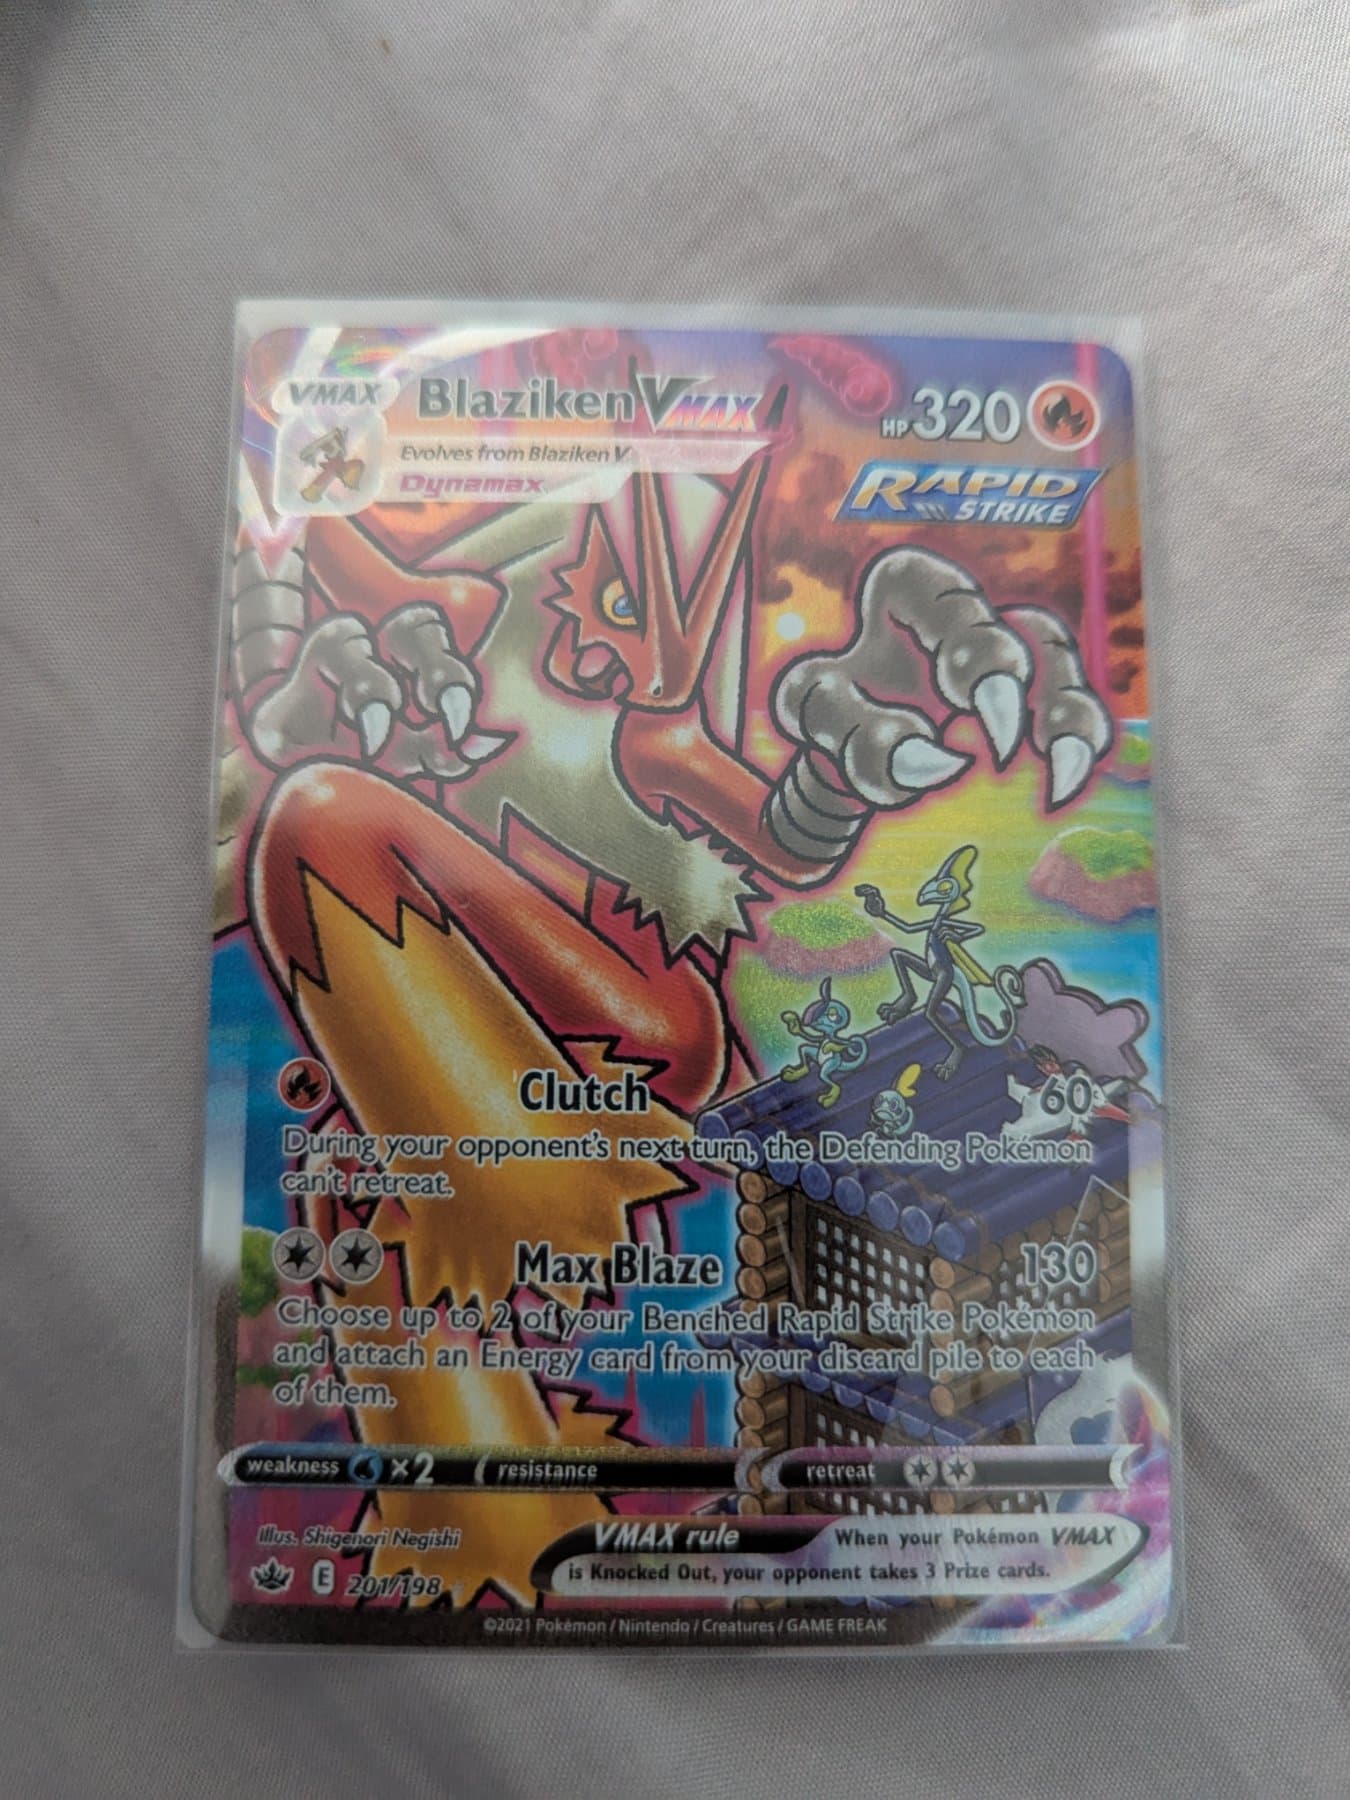 VMAX
Blaziken VMAX
HP 320
Evolves from Blaziken V
Dynamax
RAPID
STRIKE
Clutch 60
During your opponent's next turn, the Defending Pokémon
can't retreat.
Max Blaze 130
Choose up to 2 of your Benched Rapid Strike Pokémon
and attach an Energy card from your discard pile to each
of them.
weakness ×2 resistance retreat
Illus. Shigenori Negishi
VMAX rule When your Pokémon VMAX
is Knocked Out, your opponent takes 3 Prize cards.
E 201/198
©2021 Pokémon / Nintendo / Creatures / GAME FREAK